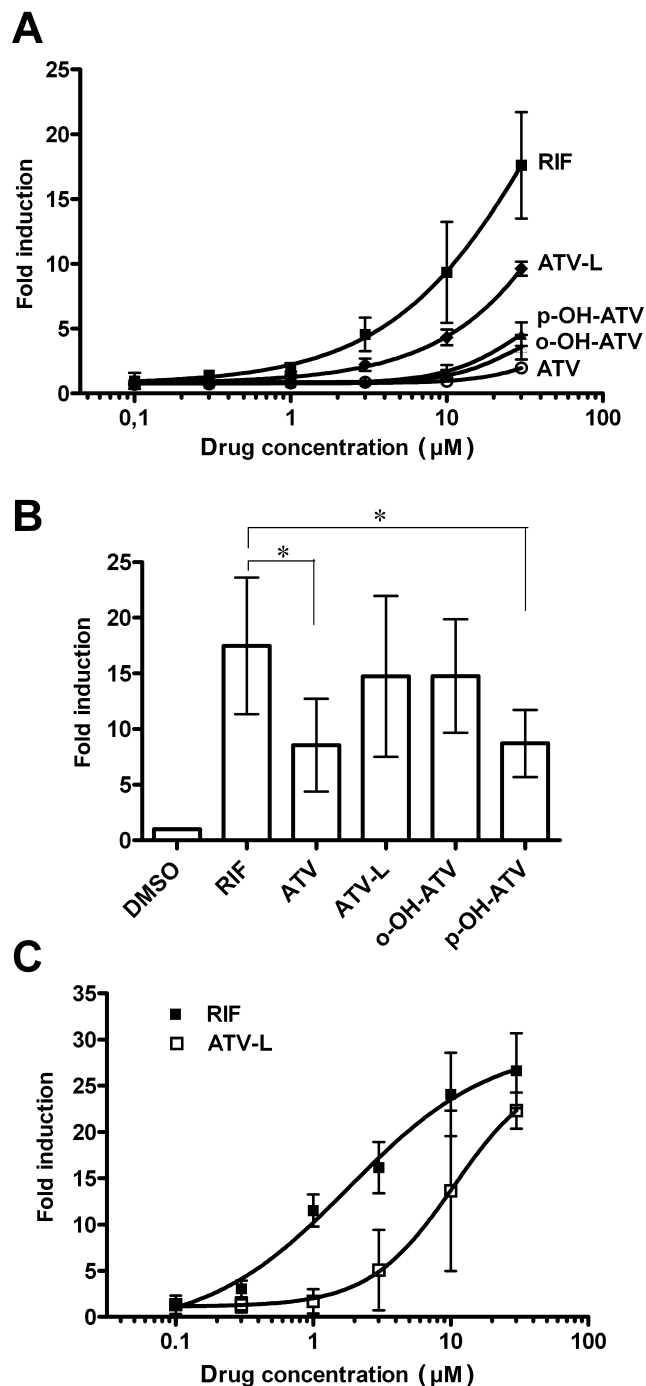 A
25
20
15
10
5
0
Fold induction
RIF
ATV-L
p-OH-ATV
o-OH-ATV
ATV
0,1
1
10
100
Drug concentration (µM)
B
*
*
25
20
15
10
5
0
Fold induction
DMSO
RIF
ATV
ATV-L
o-OH-ATV
p-OH-ATV
C
35
30
25
20
15
10
5
0
Fold induction
RIF
ATV-L
0.1
1
10
100
Drug concentration (µM)